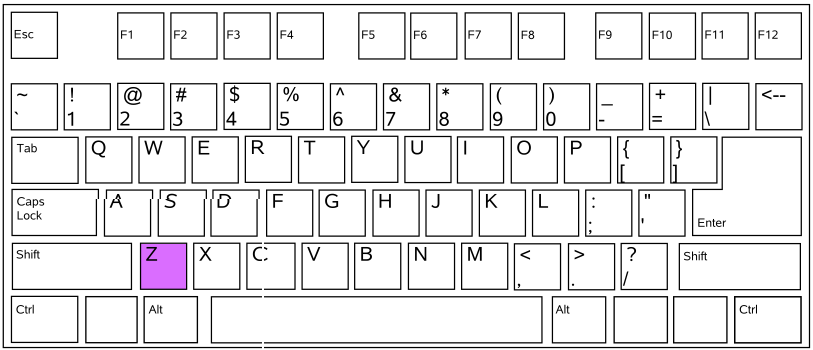 Esc F1 F2 F3 F4 F5 F6 F7 F8 F9 F10 F11 F12
~ ! @ # $ % ^ & * ( ) _ + | <--
` 1 2 3 4 5 6 7 8 9 0 - = \
Tab Q W E R T Y U I O P { }
[ ]
Caps A S D F G H J K L : "
Lock ; '
Enter
Shift Z X C V B N M < > ? Shift
, . /
Ctrl Alt Alt Ctrl